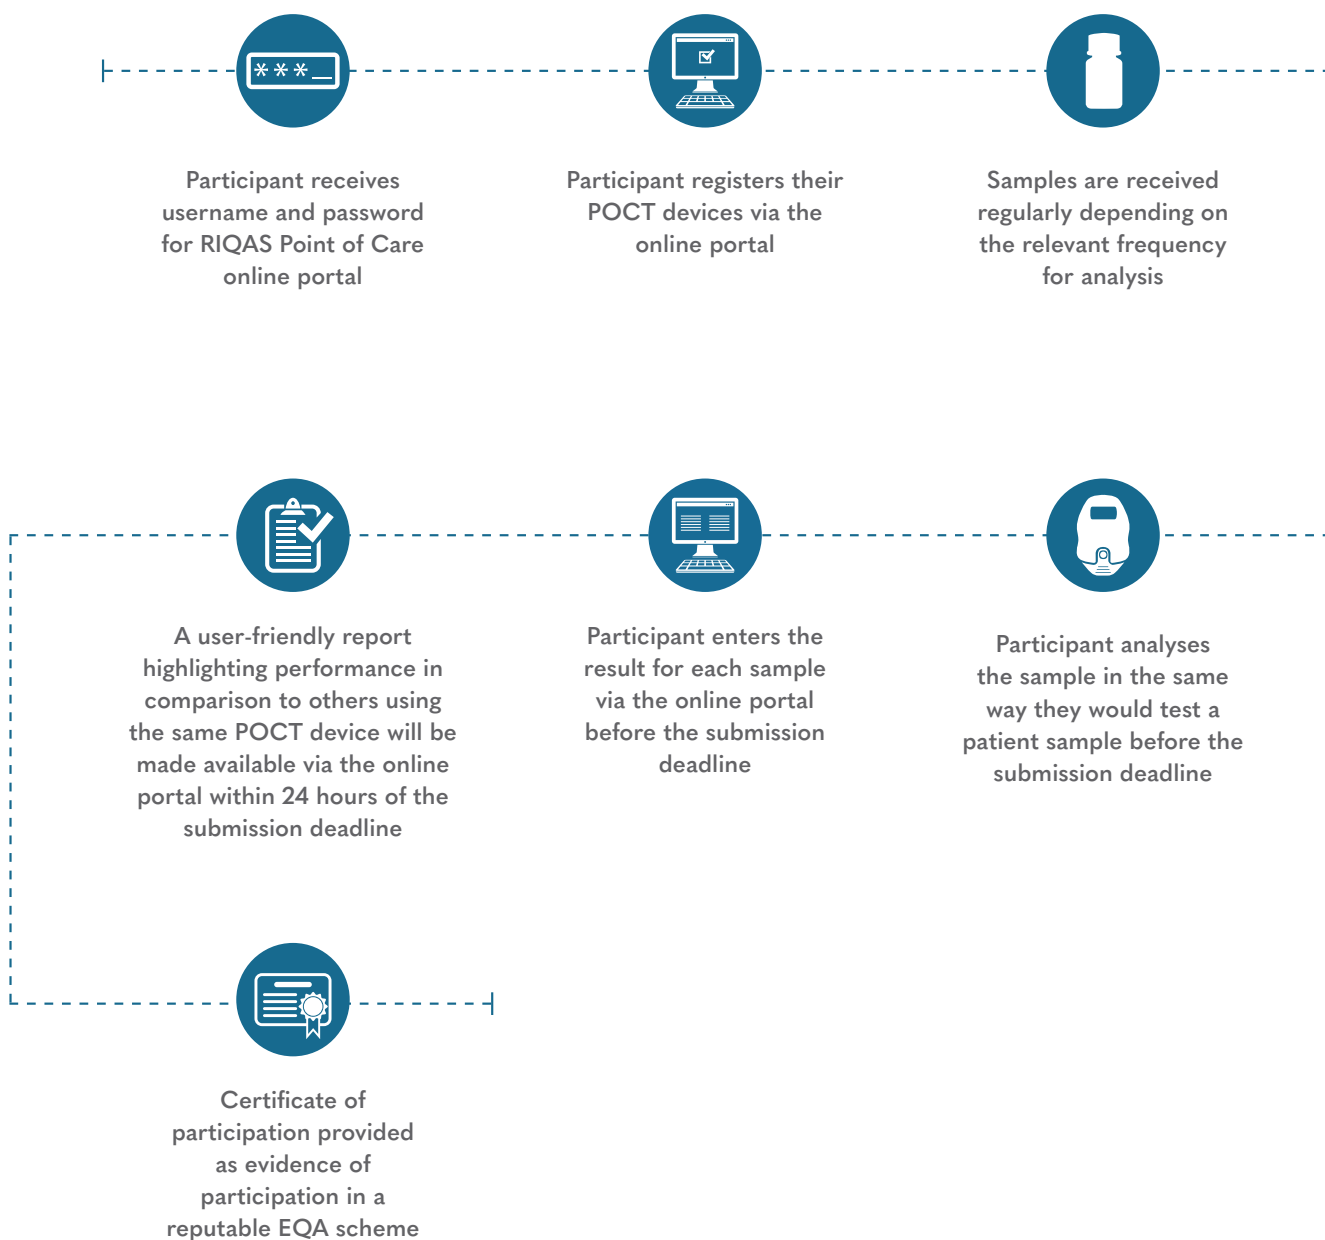 ***_
Participant receives
username and password
for RIQAS Point of Care
online portal
Participant registers their
POCT devices via the
online portal
Samples are received
regularly depending on
the relevant frequency
for analysis
A user-friendly report
highlighting performance in
comparison to others using
the same POCT device will be
made available via the online
portal within 24 hours of the
submission deadline
Participant enters the
result for each sample
via the online portal
before the submission
deadline
Participant analyses
the sample in the same
way they would test a
patient sample before the
submission deadline
Certificate of
participation provided
as evidence of
participation in a
reputable EQA scheme